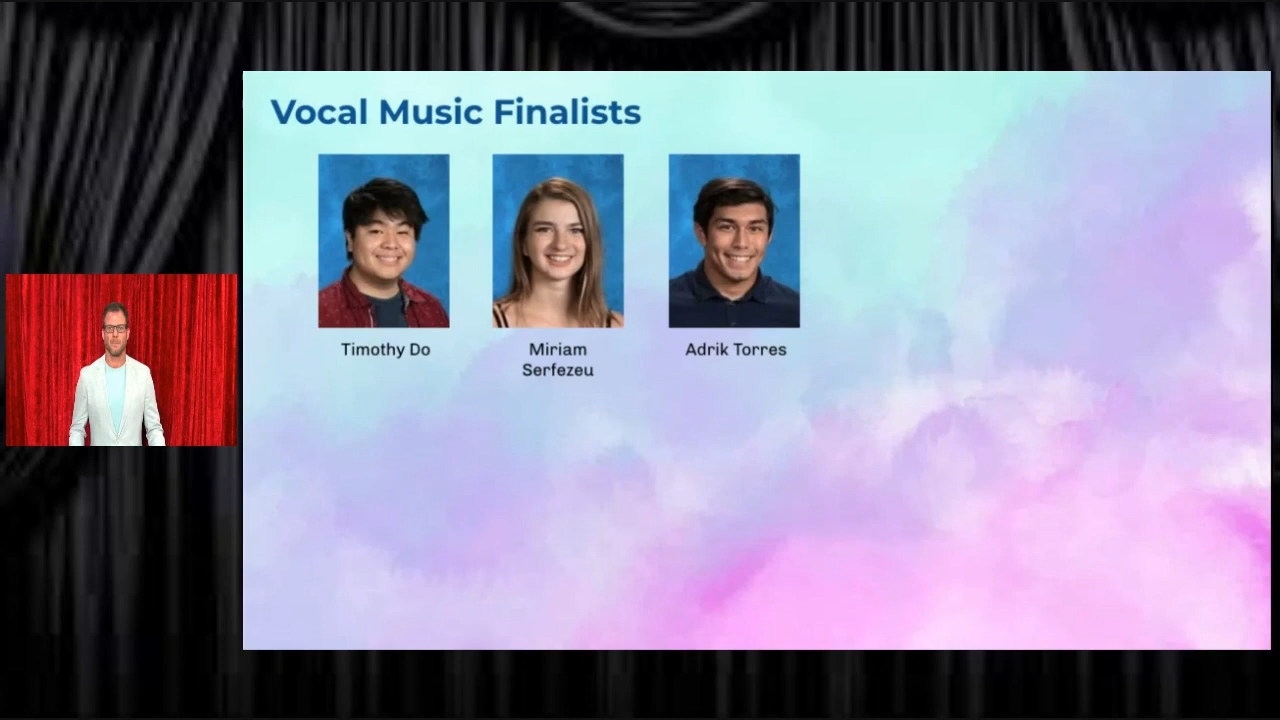 Vocal Music Finalists
Timothy Do
Miriam
Serfezeu
Adrik Torres